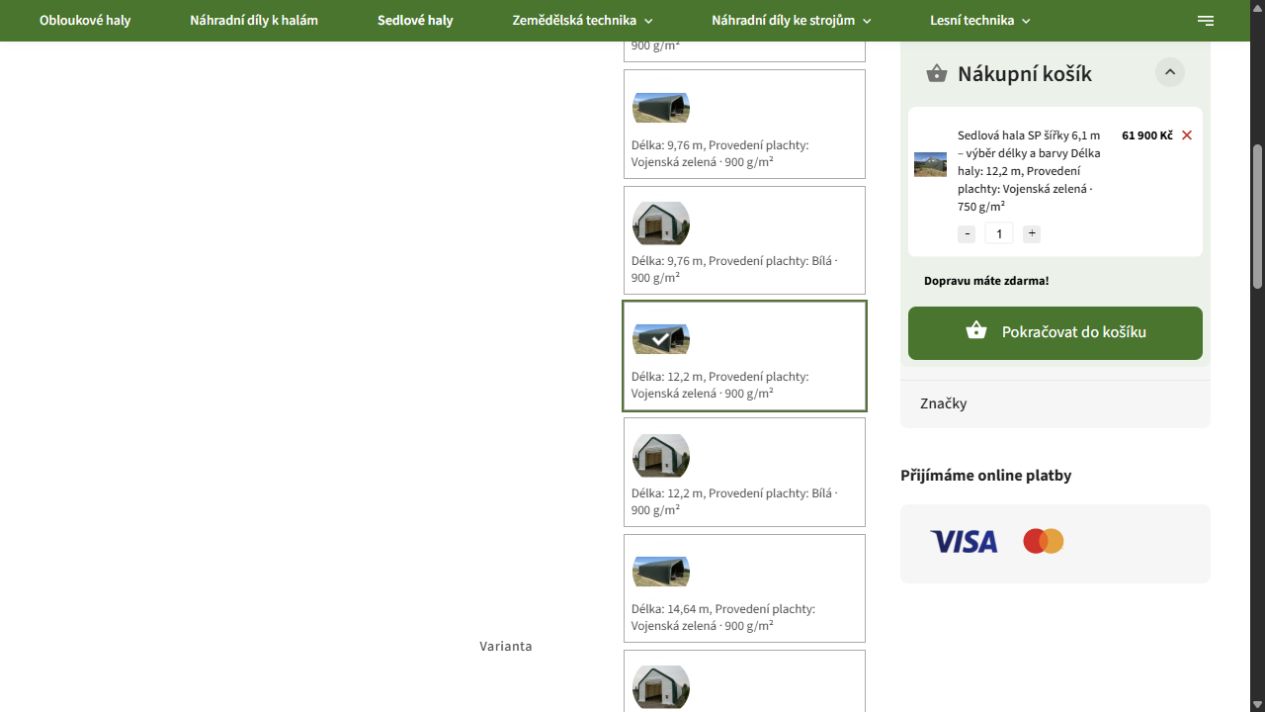 Obloukové haly
Náhradní díly k halám
Sedlové haly
Zemědělská technika
Náhradní díly ke strojům
Lesní technika
900 g/m²
Délka: 9,76 m, Provedení plachty:
Vojenská zelená · 900 g/m²
Délka: 9,76 m, Provedení plachty: Bílá ·
900 g/m²
Délka: 12,2 m, Provedení plachty:
Vojenská zelená · 900 g/m²
Délka: 12,2 m, Provedení plachty: Bílá ·
900 g/m²
Délka: 14,64 m, Provedení plachty:
Vojenská zelená · 900 g/m²
Varianta
Nákupní košík
Sedlová hala SP šířky 6,1 m
– výběr délky a barvy Délka
haly: 12,2 m, Provedení
plachty: Vojenská zelená ·
750 g/m²
61 900 Kč
- 1 +
Dopravu máte zdarma!
Pokračovat do košíku
Značky
Přijímáme online platby
VISA